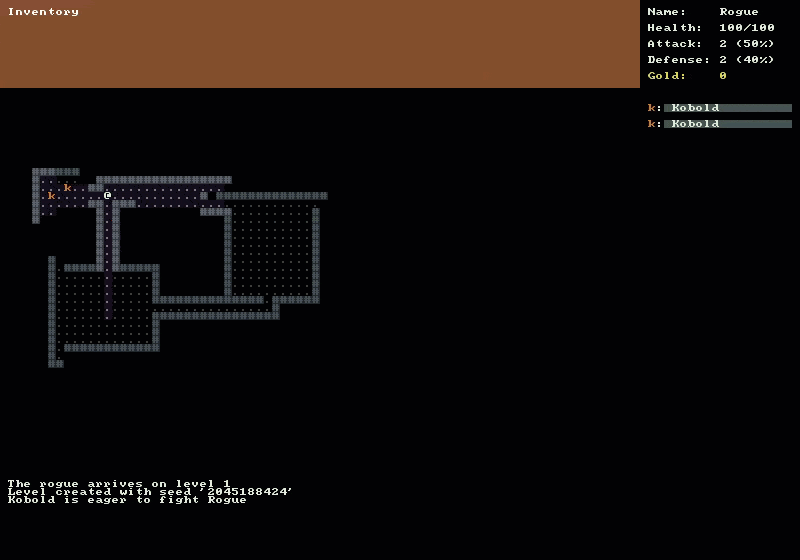 Inventory
Name: Rogue
Health: 100/100
Attack: 2 (50%)
Defense: 2 (40%)
Gold: 0
k: Kobold
k: Kobold
k
k
@
The rogue arrives on level 1
Level created with seed '2045188424'
Kobold is eager to fight Rogue